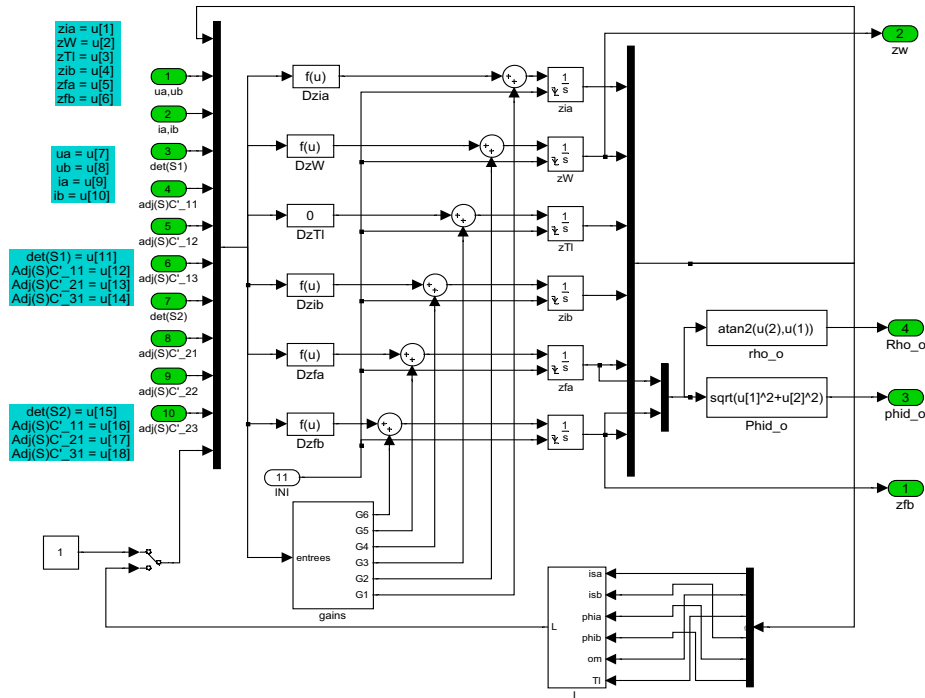 zia = u[1]
zW = u[2]
zTl = u[3]
zib = u[4]
zfa = u[5]
zfb = u[6]
ua = u[7]
ub = u[8]
ia = u[9]
ib = u[10]
det(S1) = u[11]
Adj(S)C'_11 = u[12]
Adj(S)C'_21 = u[13]
Adj(S)C'_31 = u[14]
det(S2) = u[15]
Adj(S)C'_11 = u[16]
Adj(S)C'_21 = u[17]
Adj(S)C'_31 = u[18]
1
ua,ub
2
ia,ib
3
det(S1)
4
adj(S)C'_11
5
adj(S)C'_12
6
adj(S)C'_13
7
det(S2)
8
adj(S)C'_21
9
adj(S)C'_22
10
adj(S)C'_23
1
f(u)
Dzia
f(u)
DzW
0
DzTl
f(u)
Dzib
f(u)
Dzfa
f(u)
Dzfb
11
INI
entrees
G6
G5
G4
G3
G2
G1
gains
1
s
zia
1
s
zW
1
s
zTl
1
s
zib
1
s
zfa
1
s
zfb
2
zw
atan2(u(2),u(1))
rho_o
4
Rho_o
sqrt(u[1]^2+u[2]^2)
Phid_o
3
phid_o
1
zfb
L
isa
isb
phia
phib
om
Tl